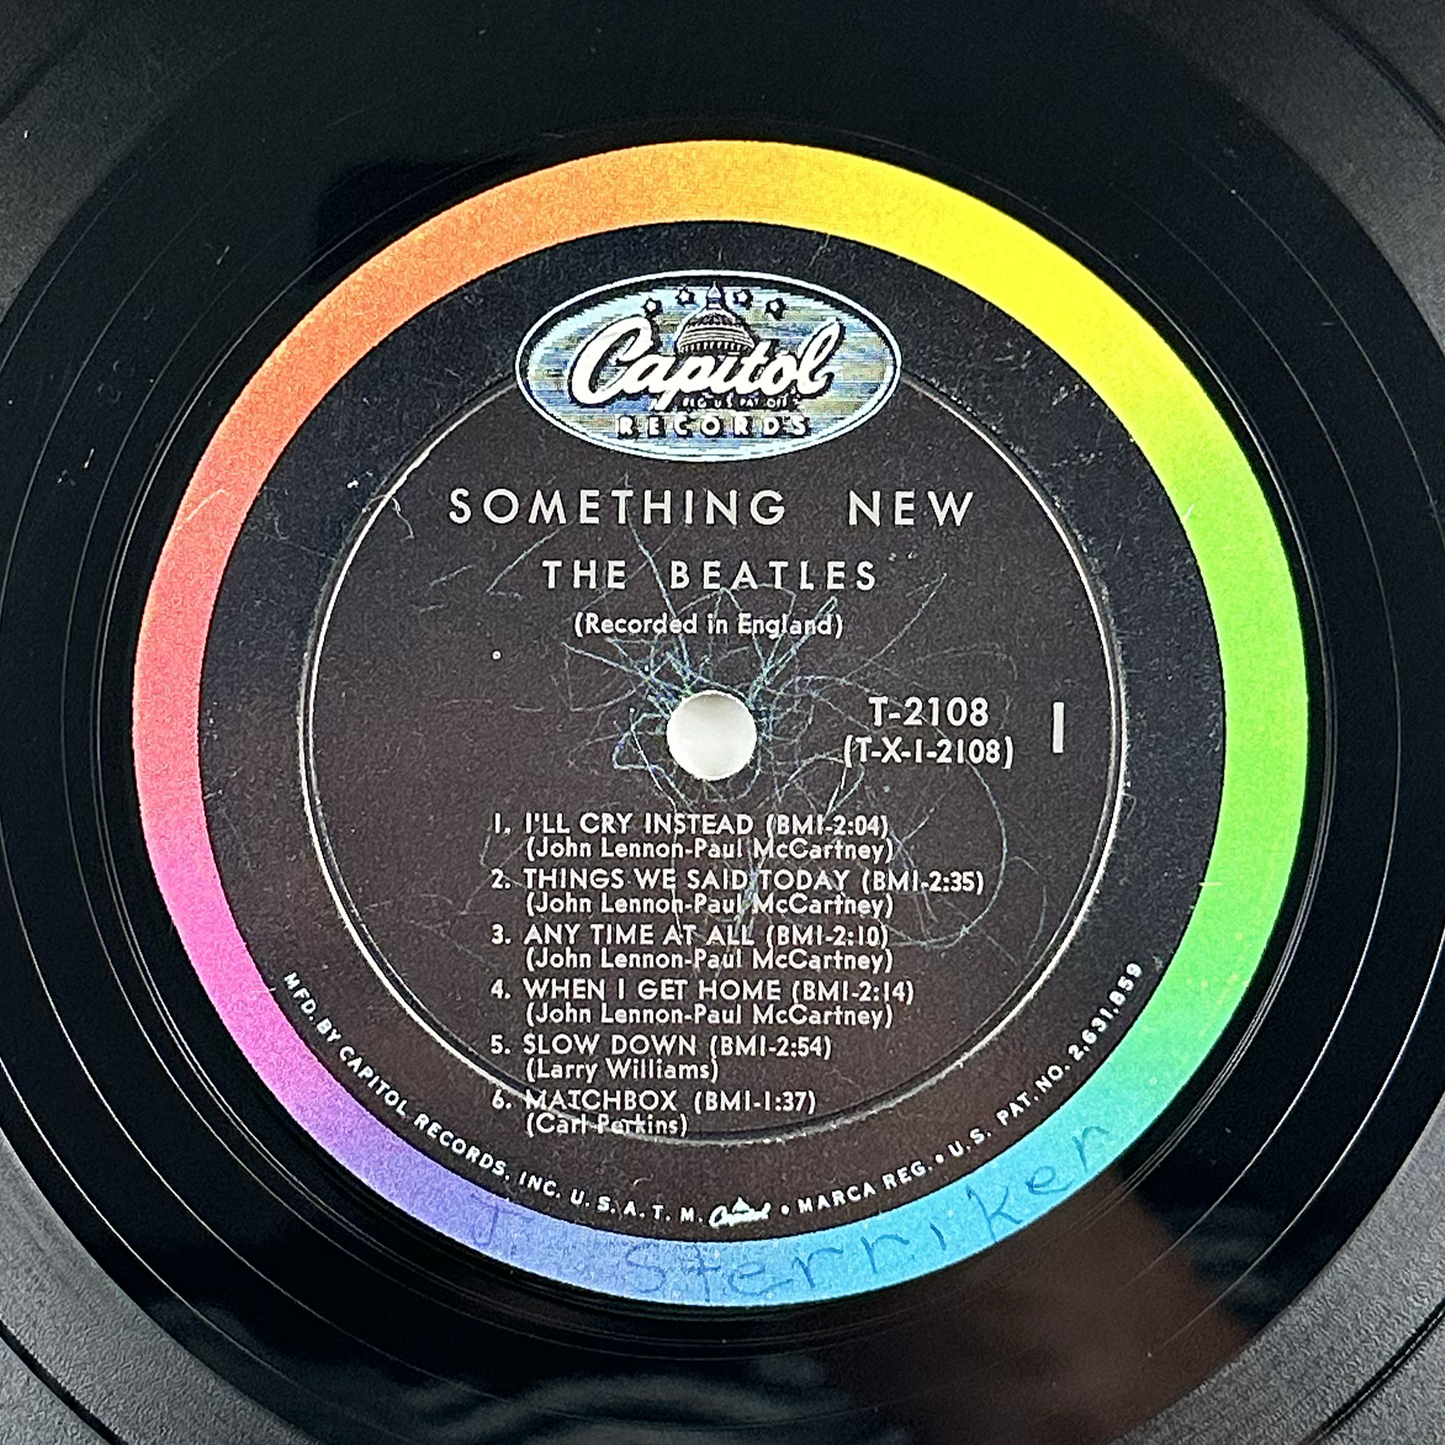 Capitol
REG. U.S. PAT. OFF.
RECORDS
SOMETHING NEW
THE BEATLES
(Recorded in England)
T-2108
(T-X-1-2108)
1
1. I'LL CRY INSTEAD (BMI-2:04)
(John Lennon-Paul McCartney)
2. THINGS WE SAID TODAY (BMI-2:35)
(John Lennon-Paul McCartney)
3. ANY TIME AT ALL (BMI-2:10)
(John Lennon-Paul McCartney)
4. WHEN I GET HOME (BMI-2:14)
(John Lennon-Paul McCartney)
5. SLOW DOWN (BMI-2:54)
(Larry Williams)
6. MATCHBOX (BMI-1:37)
(Carl Perkins)
MFD. BY CAPITOL RECORDS, INC. U. S. A. T. M. Capitol • MARCA REG. • U.S. PAT. NO. 2,631,859
J. Sterriker